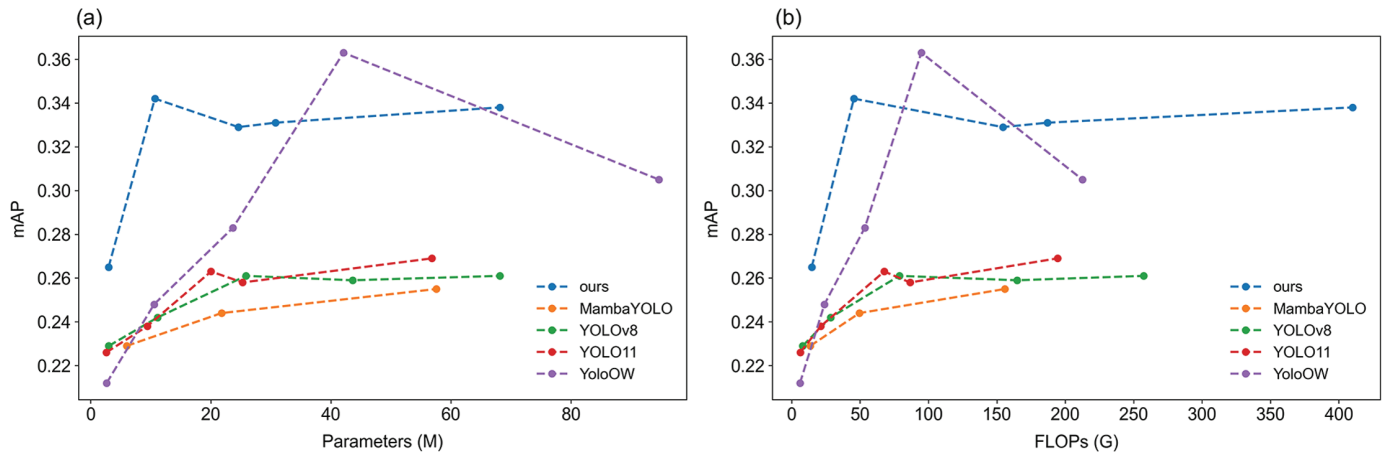 (a)
mAP
0.36
0.34
0.32
0.30
0.28
0.26
0.24
0.22
0 20 40 60 80
Parameters (M)
ours
MambaYOLO
YOLOv8
YOLO11
YoloOW
(b)
mAP
0.36
0.34
0.32
0.30
0.28
0.26
0.24
0.22
0 50 100 150 200 250 300 350 400
FLOPs (G)
ours
MambaYOLO
YOLOv8
YOLO11
YoloOW